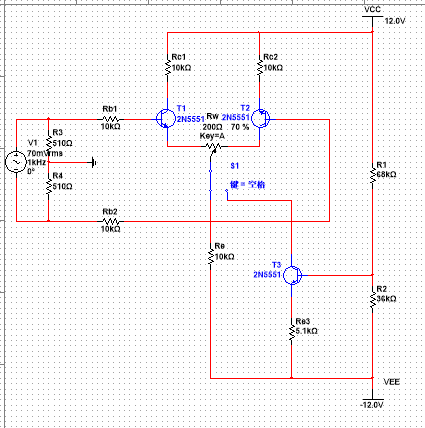 VCC
12.0V
Rc1
10kΩ
Rc2
10kΩ
Rb1
10kΩ
T1
2N5551
Rw
200Ω
Key=A
T2
2N5551
70 %
V1
70mVrms
1kHz
0°
R3
510Ω
R4
510Ω
S1
键 = 空格
R1
68kΩ
Rb2
10kΩ
Re
10kΩ
T3
2N5551
R2
36kΩ
Re3
5.1kΩ
VEE
-12.0V